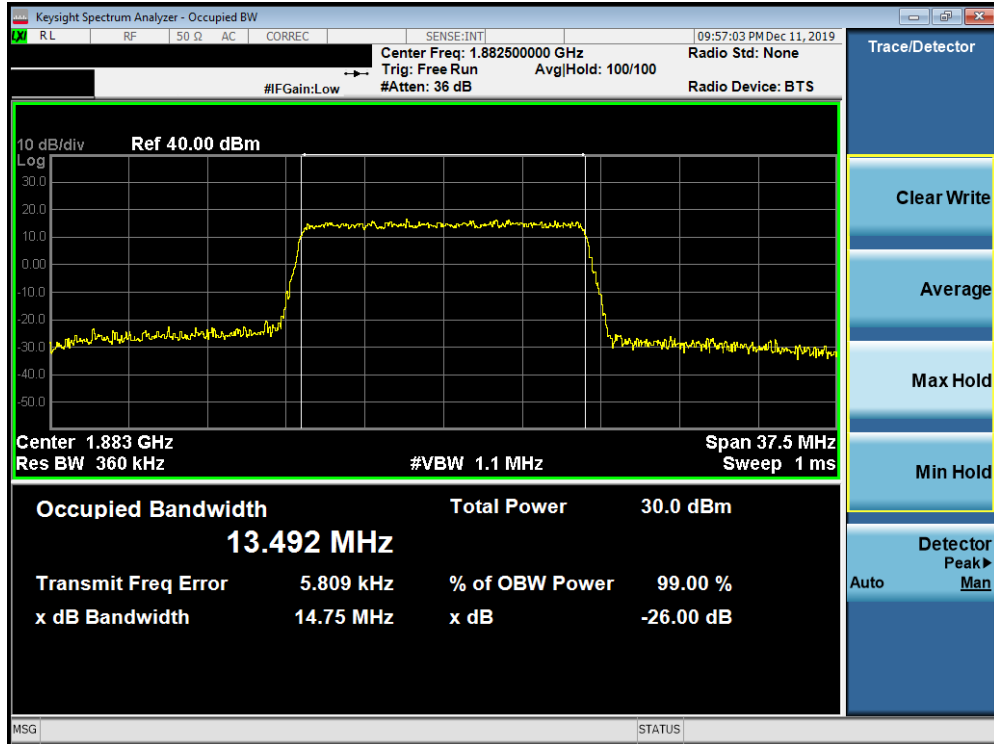 Keysight Spectrum Analyzer - Occupied BW
LXI RL RF 50 Ω AC CORREC SENSE:INT 09:57:03 PM Dec 11, 2019
Center Freq: 1.882500000 GHz Radio Std: None
Trig: Free Run Avg|Hold: 100/100
#IFGain:Low #Atten: 36 dB Radio Device: BTS
10 dB/div Ref 40.00 dBm
Log
30.0
20.0
10.0
0.00
-10.0
-20.0
-30.0
-40.0
-50.0
Center 1.883 GHz Span 37.5 MHz
Res BW 360 kHz #VBW 1.1 MHz Sweep 1 ms
Occupied Bandwidth Total Power 30.0 dBm
13.492 MHz
Transmit Freq Error 5.809 kHz % of OBW Power 99.00 %
x dB Bandwidth 14.75 MHz x dB -26.00 dB
MSG STATUS
Trace/Detector
Clear Write
Average
Max Hold
Min Hold
Detector
Peak▶
Auto Man